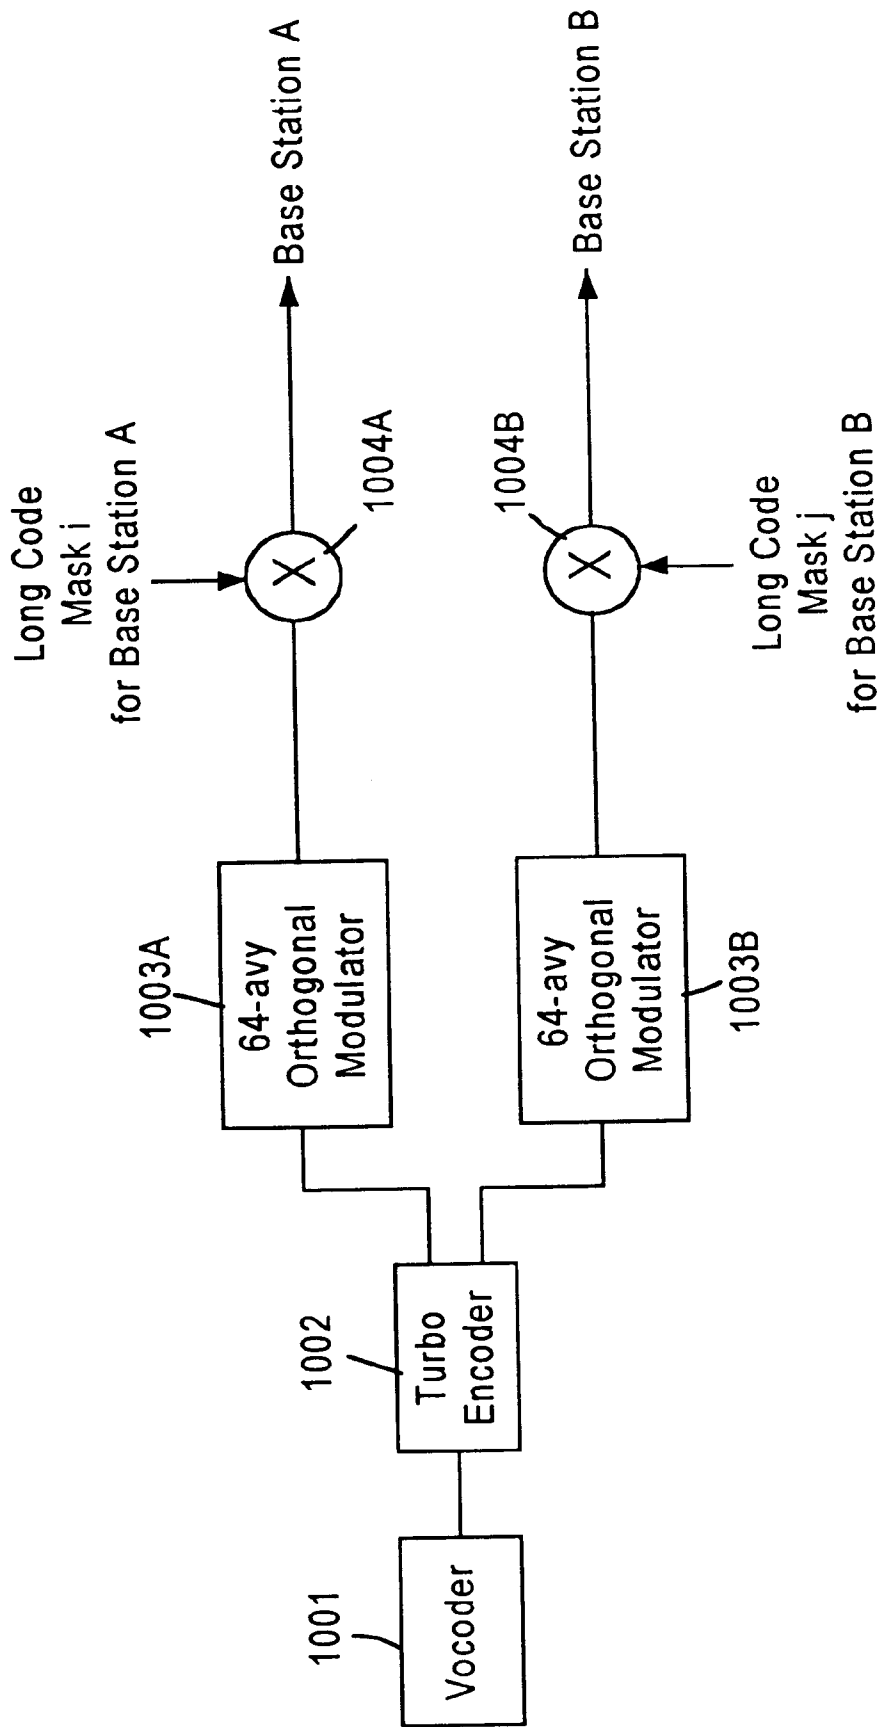 Long Code
Mask i
for Base Station A
1003A
64-avy
Orthogonal
Modulator
X
1004A
Base Station A
1001
Vocoder
1002
Turbo
Encoder
64-avy
Orthogonal
Modulator
1003B
1004B
X
Base Station B
Long Code
Mask j
for Base Station B